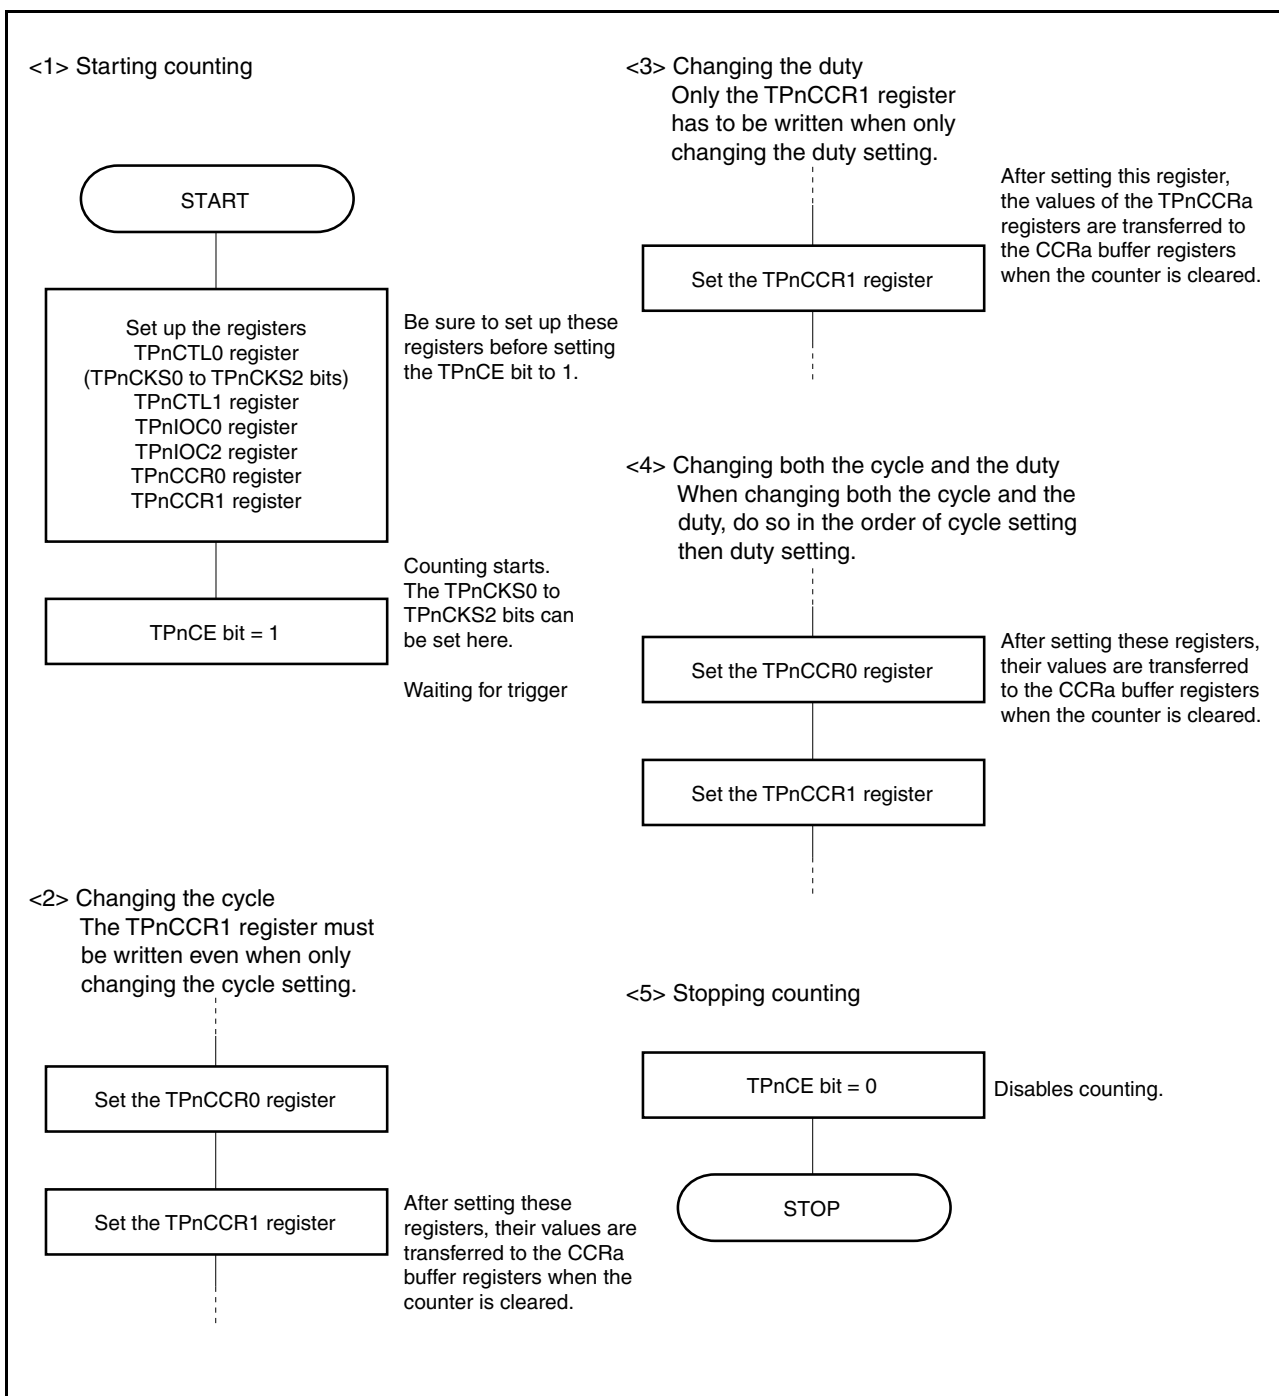 <1> Starting counting
START
Set up the registers
TPnCTL0 register
(TPnCKS0 to TPnCKS2 bits)
TPnCTL1 register
TPnIOC0 register
TPnIOC2 register
TPnCCR0 register
TPnCCR1 register
Be sure to set up these
registers before setting
the TPnCE bit to 1.
TPnCE bit = 1
Counting starts.
The TPnCKS0 to
TPnCKS2 bits can
be set here.
Waiting for trigger
<2> Changing the cycle
The TPnCCR1 register must
be written even when only
changing the cycle setting.
Set the TPnCCR0 register
Set the TPnCCR1 register
After setting these
registers, their values are
transferred to the CCRa
buffer registers when the
counter is cleared.
<3> Changing the duty
Only the TPnCCR1 register
has to be written when only
changing the duty setting.
Set the TPnCCR1 register
After setting this register,
the values of the TPnCCRa
registers are transferred to
the CCRa buffer registers
when the counter is cleared.
<4> Changing both the cycle and the duty
When changing both the cycle and the
duty, do so in the order of cycle setting
then duty setting.
Set the TPnCCR0 register
After setting these registers,
their values are transferred
to the CCRa buffer registers
when the counter is cleared.
Set the TPnCCR1 register
<5> Stopping counting
TPnCE bit = 0
Disables counting.
STOP